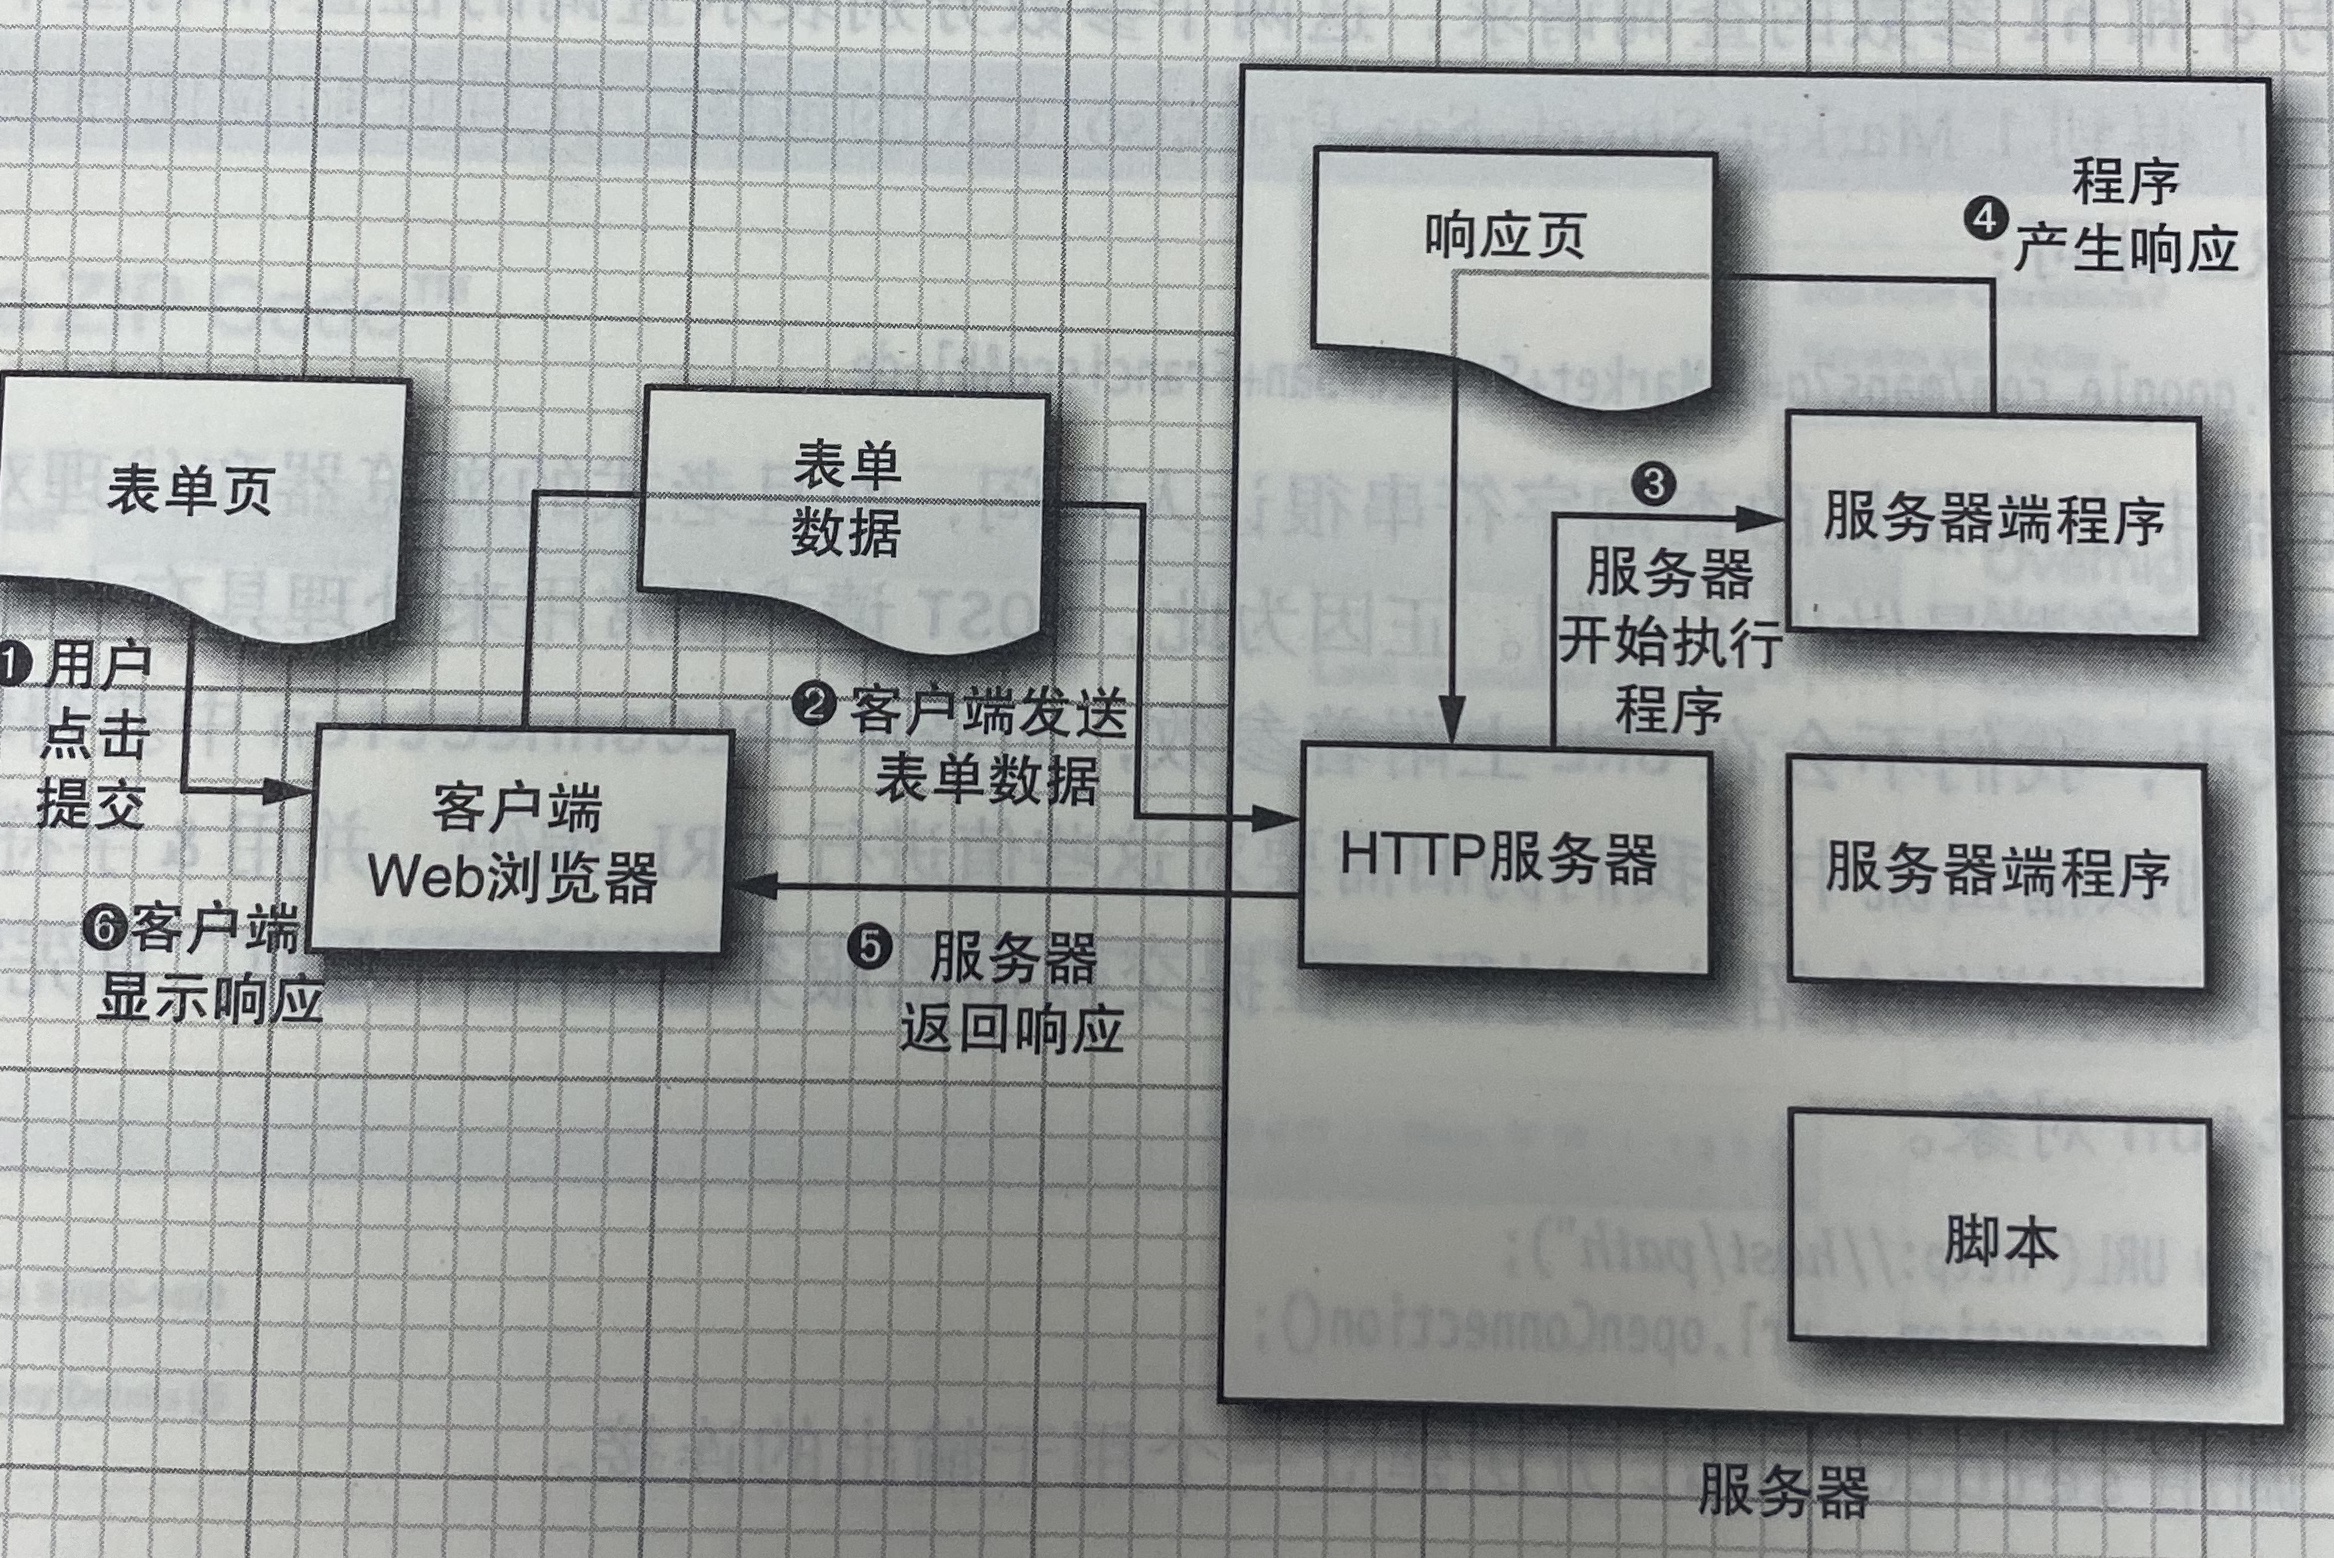 响应页
❹ 程序
产生响应
表单页
表单
数据
❸
服务器
开始执行
程序
服务器端程序
❶用户
点击
提交
❷客户端发送
表单数据
客户端
Web浏览器
HTTP服务器
服务器端程序
❻客户端
显示响应
❺ 服务器
返回响应
脚本
服务器